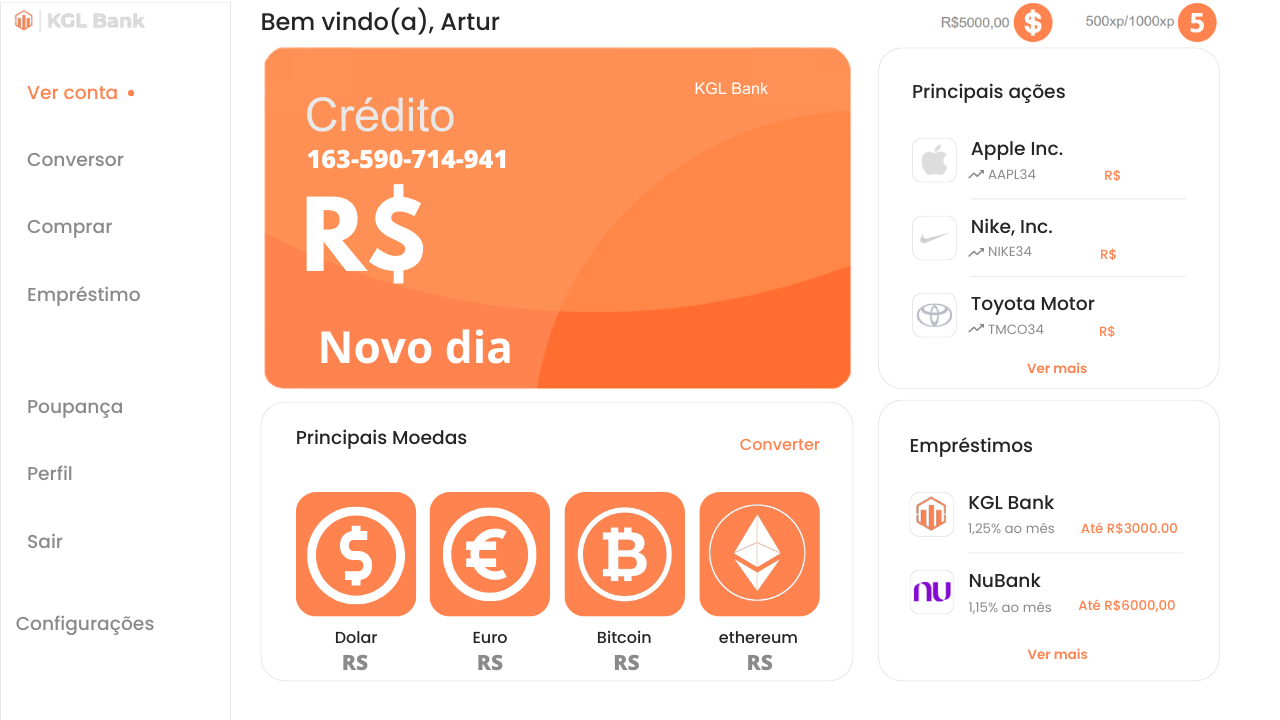 KGL Bank
Ver conta
Conversor
Comprar
Empréstimo
Poupança
Perfil
Sair
Configurações
Bem vindo(a), Artur
R$5000,00 $
500xp/1000xp 5
KGL Bank
Crédito
163-590-714-941
R$
Novo dia
Principais Moedas
Converter
Dolar
RS
Euro
RS
Bitcoin
RS
ethereum
RS
Principais ações
Apple Inc.
AAPL34 R$
Nike, Inc.
NIKE34 R$
Toyota Motor
TMCO34 R$
Ver mais
Empréstimos
KGL Bank
1,25% ao mês Até R$3000.00
nu
NuBank
1,15% ao mês Até R$6000,00
Ver mais